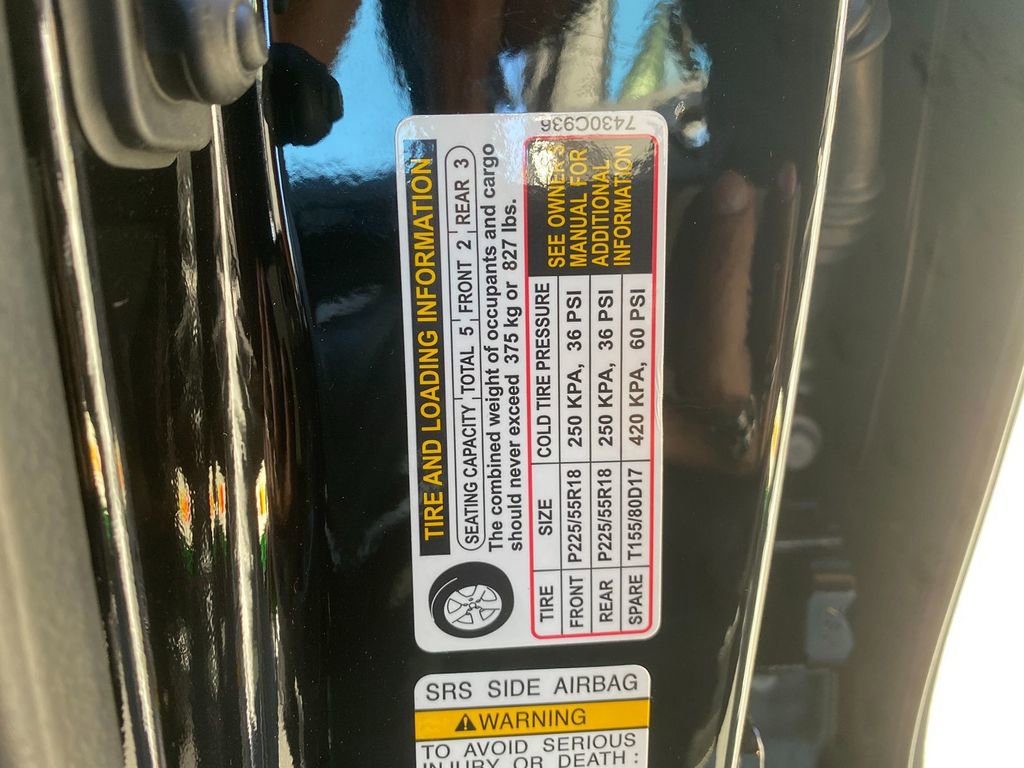 7430C936
TIRE AND LOADING INFORMATION
SEATING CAPACITY TOTAL 5 FRONT 2 REAR 3
The combined weight of occupants and cargo
should never exceed 375 kg or 827 lbs.
TIRE SIZE COLD TIRE PRESSURE
FRONT P225/55R18 250 KPA, 36 PSI
REAR P225/55R18 250 KPA, 36 PSI
SPARE T155/80D17 420 KPA, 60 PSI
SEE OWNER'S
MANUAL FOR
ADDITIONAL
INFORMATION
SRS SIDE AIRBAG
WARNING
TO AVOID SERIOUS
INJURY OR DEATH: